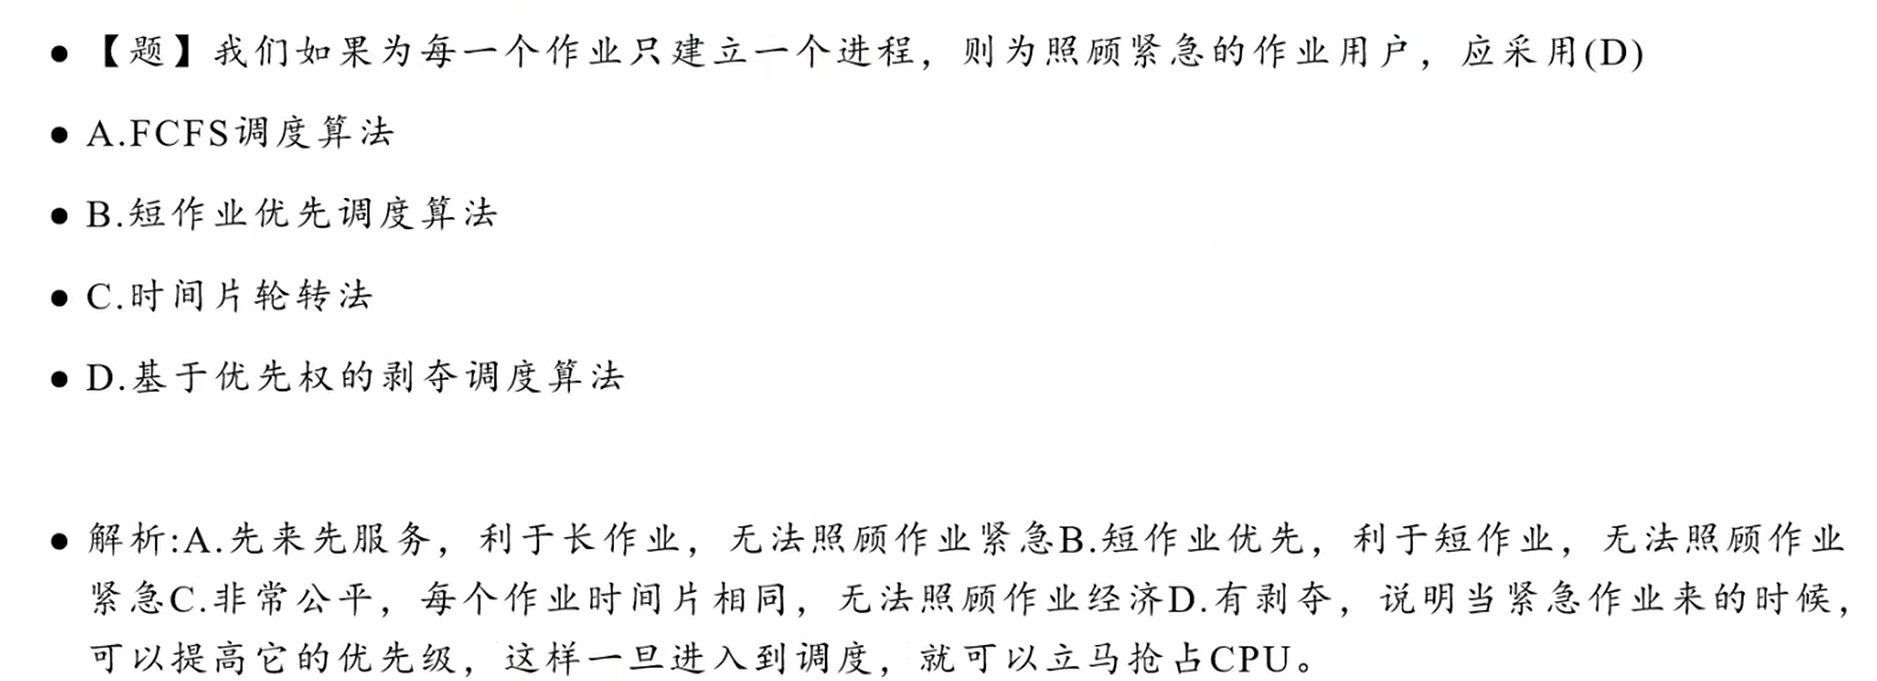 ● 【题】我们如果为每一个作业只建立一个进程，则为照顾紧急的作业用户，应采用(D)
● A.FCFS调度算法
● B.短作业优先调度算法
● C.时间片轮转法
● D.基于优先权的剥夺调度算法
● 解析:A.先来先服务，利于长作业，无法照顾作业紧急B.短作业优先，利于短作业，无法照顾作业
紧急C.非常公平，每个作业时间片相同，无法照顾作业经济D.有剥夺，说明当紧急作业来的时候，
可以提高它的优先级，这样一旦进入到调度，就可以立马抢占CPU。